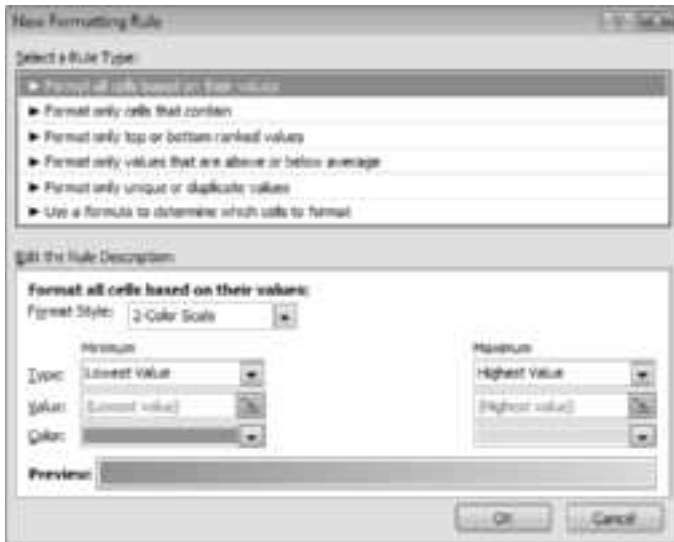 New Formatting Rule
Select a Rule Type:
► Format all cells based on their values
► Format only cells that contain
► Format only top or bottom ranked values
► Format only values that are above or below average
► Format only unique or duplicate values
► Use a formula to determine which cells to format
Edit the Rule Description:
Format all cells based on their values:
Format Style: 2-Color Scale
Minimum Maximum
Type: Lowest Value Highest Value
Value: (Lowest value) (Highest value)
Color:
Preview:
OK Cancel